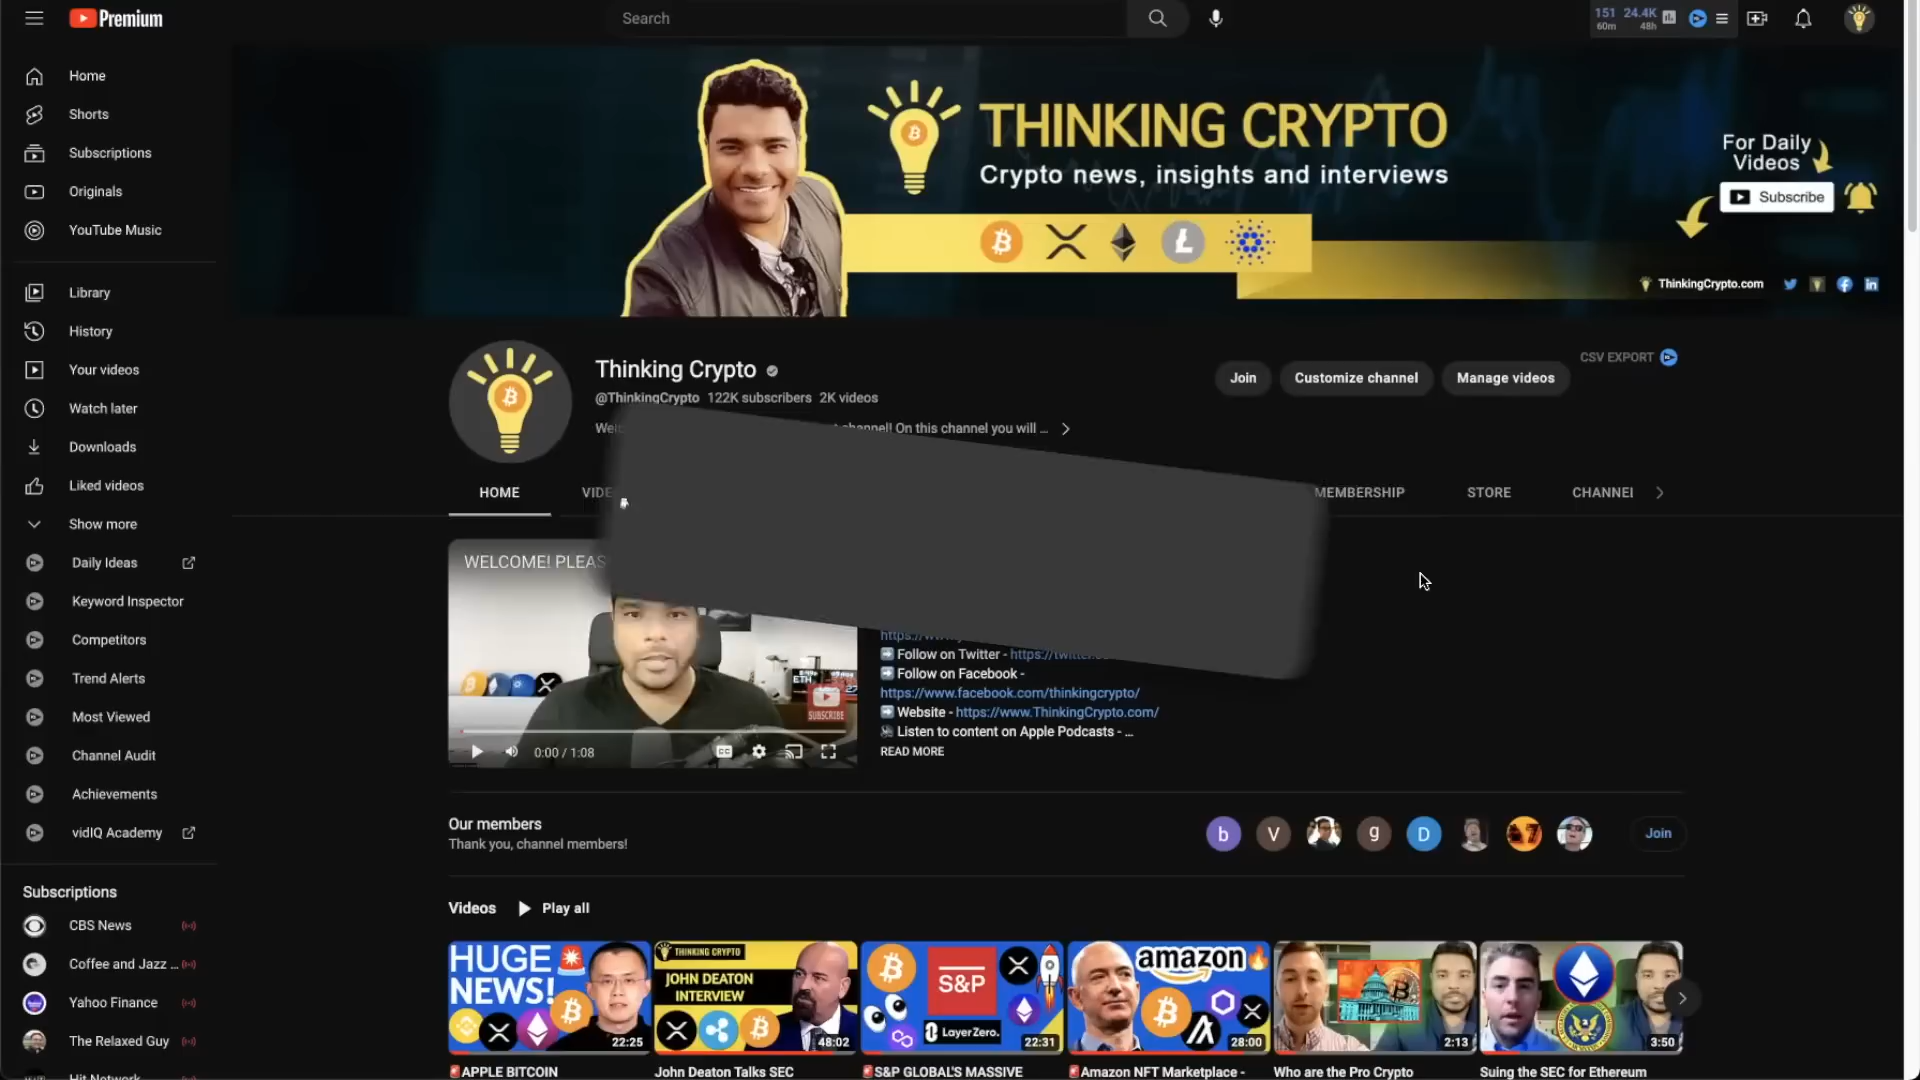 Premium
Search
151 24.4K
60m 48h
Home
Shorts
Subscriptions
Originals
YouTube Music
Library
History
Your videos
Watch later
Downloads
Liked videos
Show more
Daily Ideas
Keyword Inspector
Competitors
Trend Alerts
Most Viewed
Channel Audit
Achievements
vidIQ Academy
Subscriptions
CBS News
Coffee and Jazz ...
Yahoo Finance
The Relaxed Guy
Hit Network
THINKING CRYPTO
Crypto news, insights and interviews
For Daily
Videos
Subscribe
ThinkingCrypto.com
Thinking Crypto
@ThinkingCrypto 122K subscribers 2K videos
channel! On this channel you will ...
CSV EXPORT
Join
Customize channel
Manage videos
HOME
MEMBERSHIP
STORE
CHANNEL
WELCOME! PLEAS
ETH
SUBSCRIBE
0:00 / 1:08
Follow on Twitter -
Follow on Facebook -
https://www.facebook.com/thinkingcrypto/
Website - https://www.ThinkingCrypto.com/
Listen to content on Apple Podcasts - ...
READ MORE
Our members
Thank you, channel members!
b V g D
Join
Videos Play all
HUGE
NEWS!
22:25
THINKING CRYPTO
JOHN DEATON
INTERVIEW
48:02
S&P
LayerZero.
22:31
amazon
28:00
2:13
3:50
APPLE BITCOIN
John Deaton Talks SEC
S&P GLOBAL'S MASSIVE
Amazon NFT Marketplace -
Who are the Pro Crypto
Suing the SEC for Ethereum